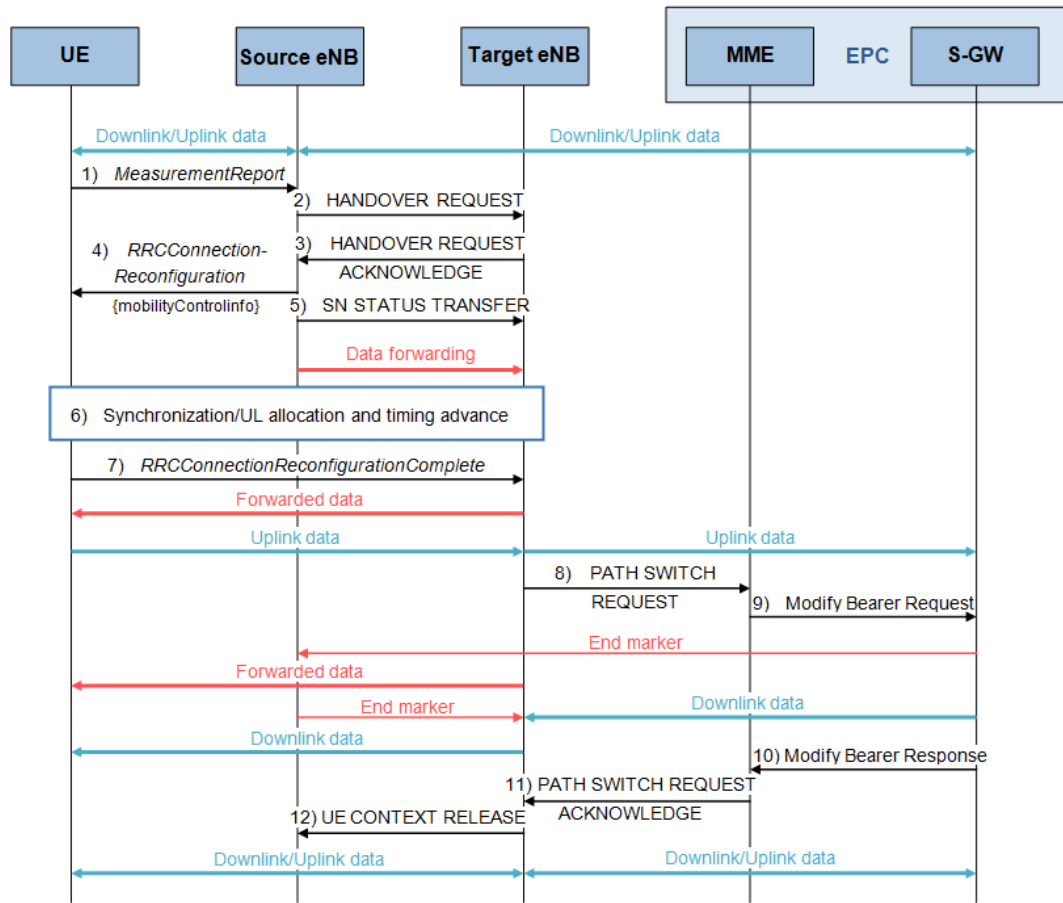 UE
Source eNB
Target eNB
MME
EPC
S-GW
Downlink/Uplink data
Downlink/Uplink data
1) MeasurementReport
2) HANDOVER REQUEST
3) HANDOVER REQUEST
ACKNOWLEDGE
4) RRCConnection-
Reconfiguration
{mobilityControlinfo}
5) SN STATUS TRANSFER
Data forwarding
6) Synchronization/UL allocation and timing advance
7) RRCConnectionReconfigurationComplete
Forwarded data
Uplink data
Uplink data
8) PATH SWITCH
REQUEST
9) Modify Bearer Request
End marker
Forwarded data
End marker
Downlink data
Downlink data
10) Modify Bearer Response
11) PATH SWITCH REQUEST
ACKNOWLEDGE
12) UE CONTEXT RELEASE
Downlink/Uplink data
Downlink/Uplink data